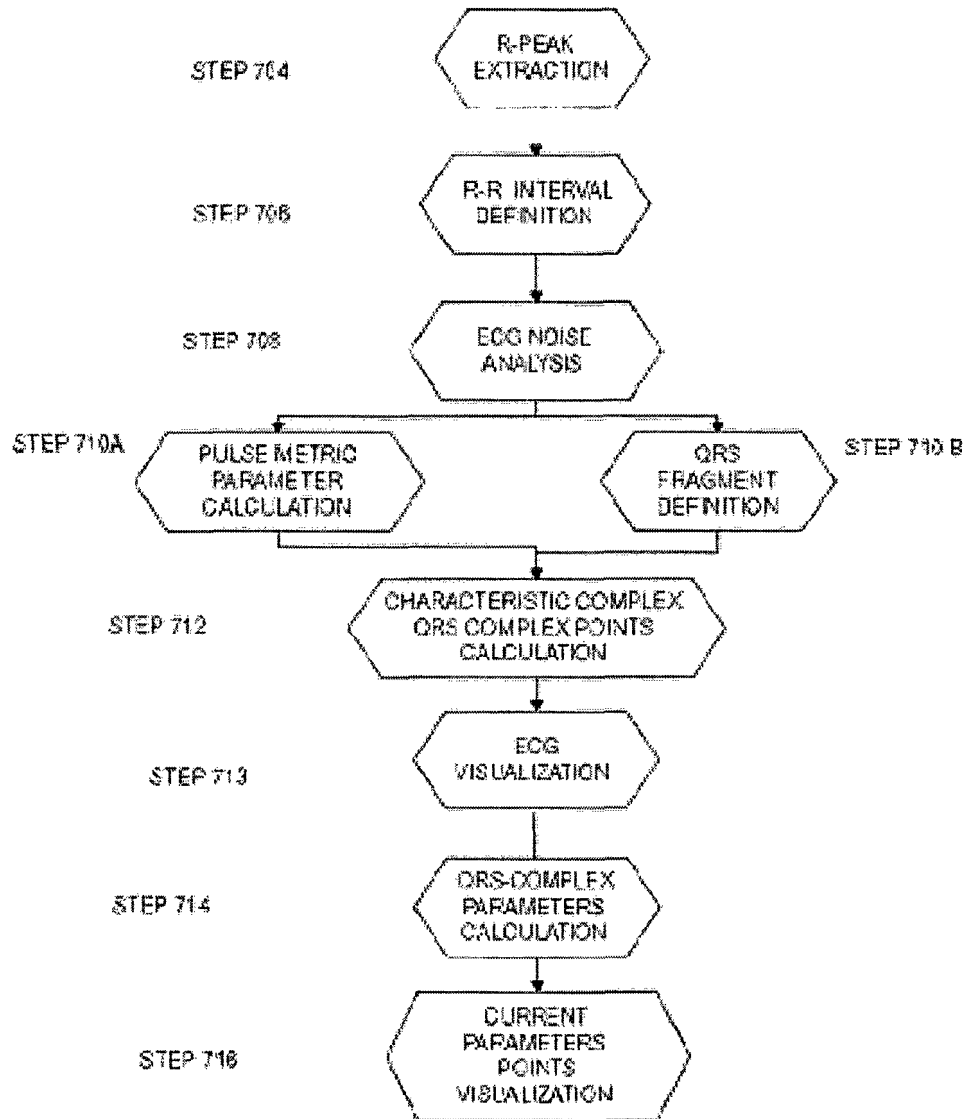 STEP 704
R-PEAK
EXTRACTION
STEP 706
R-R INTERVAL
DEFINITION
STEP 708
ECG NOISE
ANALYSIS
STEP 710A
PULSE METRIC
PARAMETER
CALCULATION
QRS
FRAGMENT
DEFINITION
STEP 710 B
STEP 712
CHARACTERISTIC COMPLEX
QRS COMPLEX POINTS
CALCULATION
STEP 713
ECG
VISUALIZATION
STEP 714
QRS-COMPLEX
PARAMETERS
CALCULATION
STEP 716
CURRENT
PARAMETERS
POINTS
VISUALIZATION